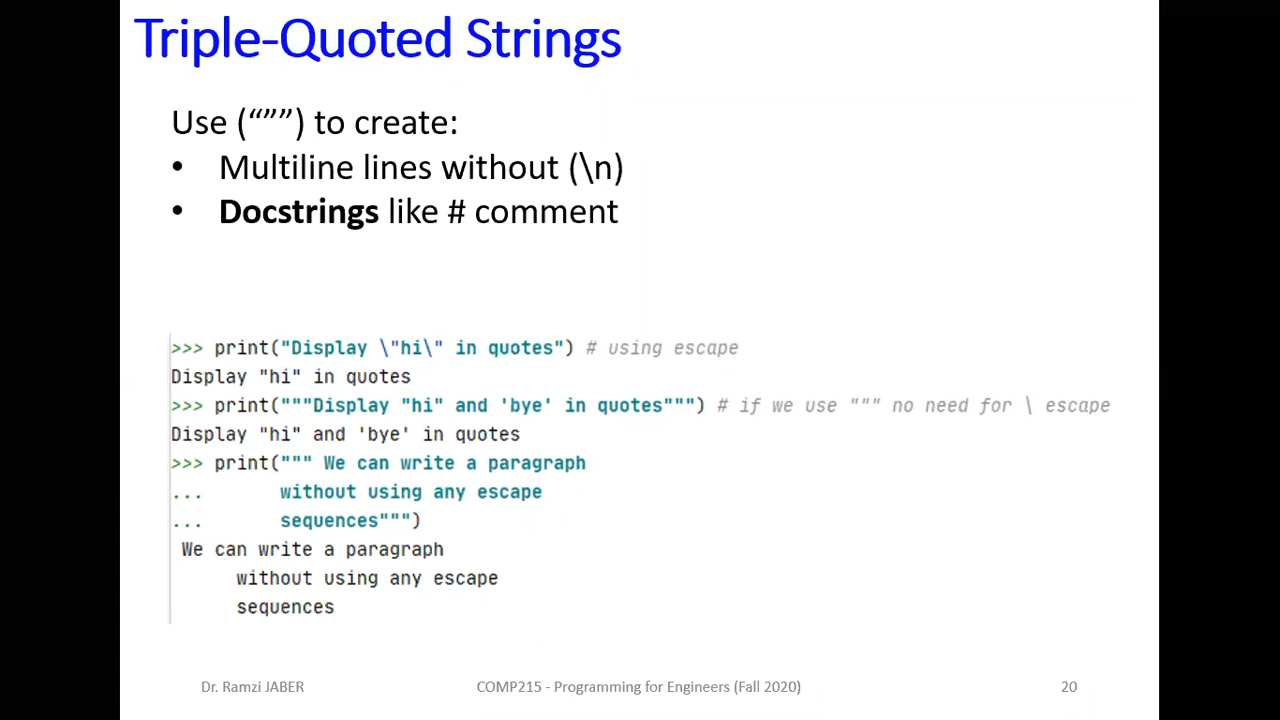 Triple-Quoted Strings
Use (“””) to create:
• Multiline lines without (\n)
• Docstrings like # comment
>>> print("Display \"hi\" in quotes") # using escape
Display "hi" in quotes
>>> print("""Display "hi" and 'bye' in quotes""") # if we use """ no need for \ escape
Display "hi" and 'bye' in quotes
>>> print(""" We can write a paragraph
...       without using any escape
...       sequences""")
 We can write a paragraph
      without using any escape
      sequences
Dr. Ramzi JABER
COMP215 - Programming for Engineers (Fall 2020)
20